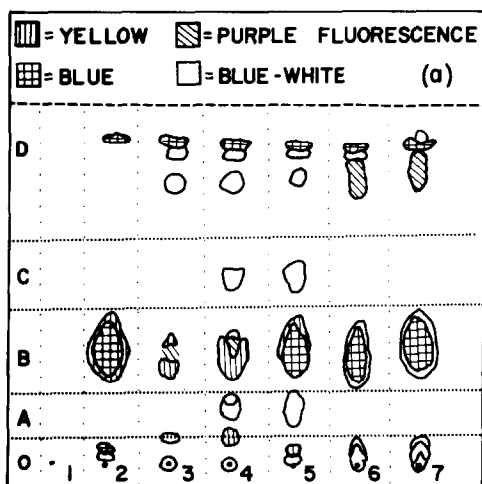 = YELLOW = PURPLE FLUORESCENCE
= BLUE = BLUE-WHITE (a)
D
C
B
A
O 1 2 3 4 5 6 7